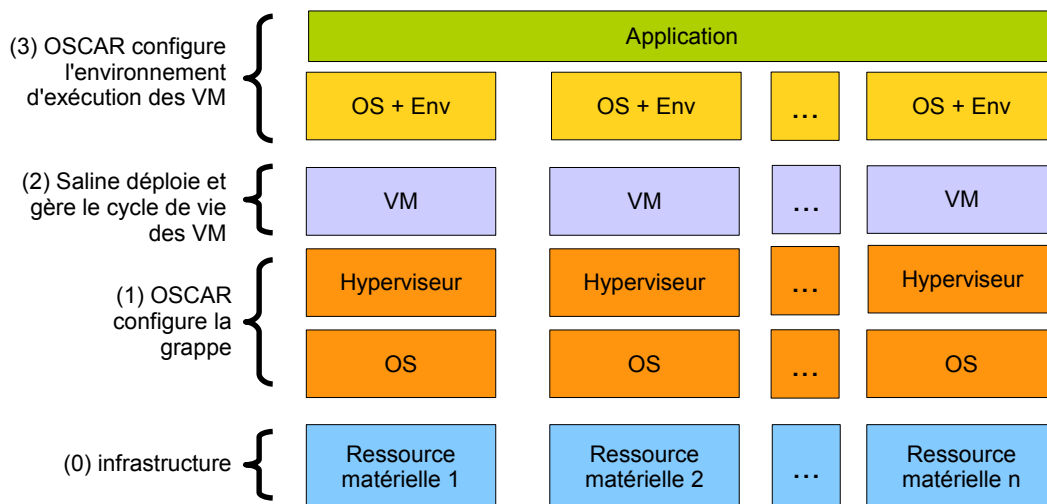 (3) OSCAR configure
l'environnement
d'exécution des VM
Application
OS + Env
OS + Env
...
OS + Env
(2) Saline déploie et
gère le cycle de vie
des VM
VM
VM
...
VM
(1) OSCAR
configure la
grappe
Hyperviseur
Hyperviseur
...
Hyperviseur
OS
OS
...
OS
(0) infrastructure
Ressource
matérielle 1
Ressource
matérielle 2
...
Ressource
matérielle n